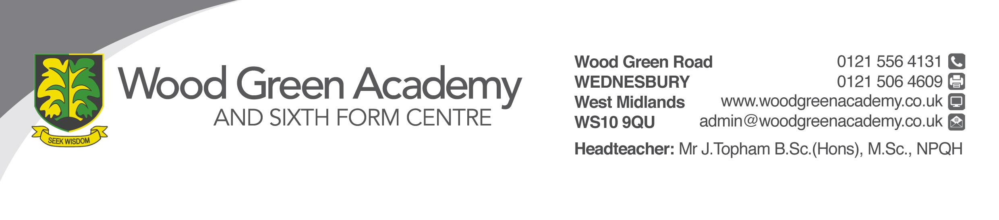 Wood Green Academy
AND SIXTH FORM CENTRE
SEEK WISDOM
Wood Green Road
WEDNESBURY
West Midlands
WS10 9QU
0121 556 4131
0121 506 4609
www.woodgreenacademy.co.uk
admin@woodgreenacademy.co.uk
@
Headteacher: Mr J.Topham B.Sc.(Hons), M.Sc., NPQH